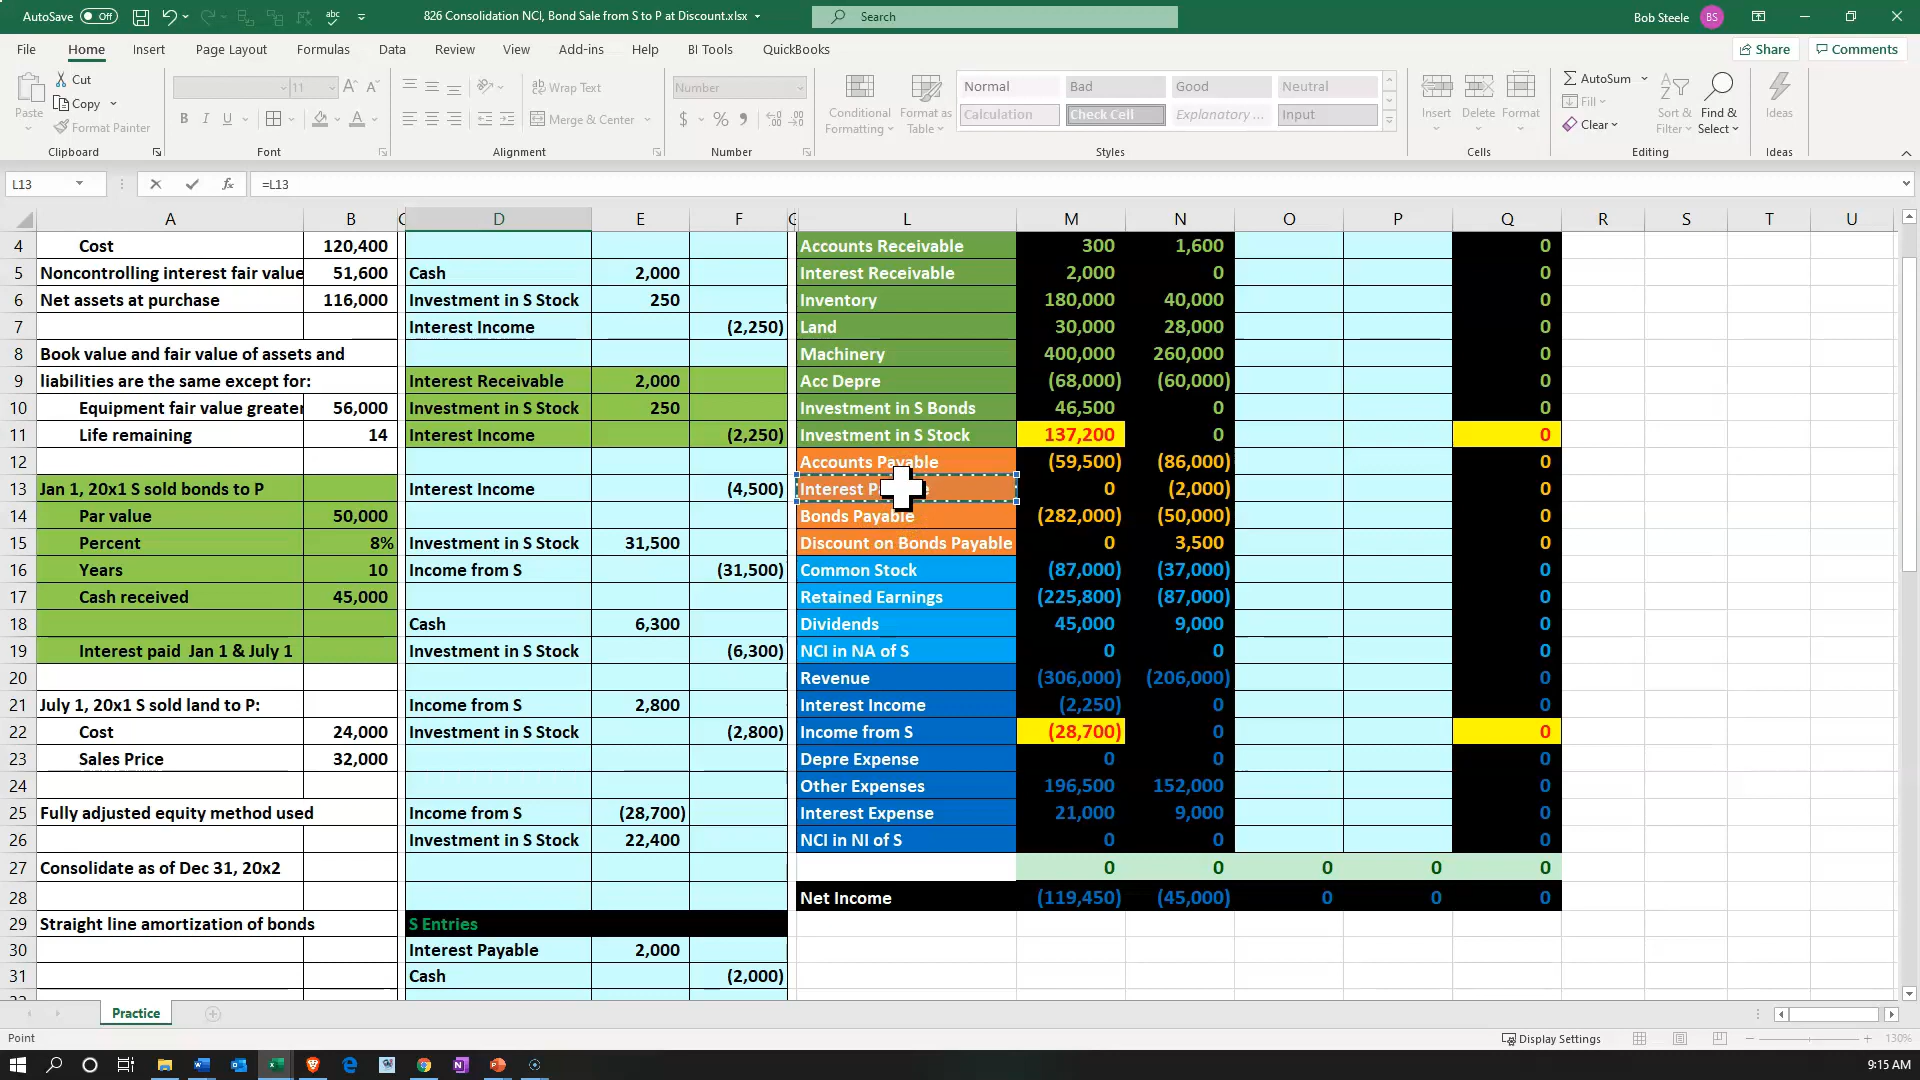 AutoSave Off 826 Consolidation NCI, Bond Sale from S to P at Discount.xlsx Search Bob Steele BS
File Home Insert Page Layout Formulas Data Review View Add-ins Help BI Tools QuickBooks Share Comments
Paste Cut Copy Format Painter Clipboard
11 B I U Font
Wrap Text Merge & Center Alignment
Number $ % Number
Conditional Formatting Format as Table Normal Bad Good Neutral Calculation Check Cell Explanatory ... Input Styles
Insert Delete Format Cells
AutoSum Fill Clear Sort & Filter Find & Select Editing
Ideas Ideas
L13 fx =L13
A B C D E F G L M N O P Q R S T U
4 Cost 120,400 Accounts Receivable 300 1,600 0
5 Noncontrolling interest fair value 51,600 Cash 2,000 Interest Receivable 2,000 0 0
6 Net assets at purchase 116,000 Investment in S Stock 250 Inventory 180,000 40,000 0
7 Interest Income (2,250) Land 30,000 28,000 0
8 Book value and fair value of assets and Machinery 400,000 260,000 0
9 liabilities are the same except for: Interest Receivable 2,000 Acc Depre (68,000) (60,000) 0
10 Equipment fair value greater 56,000 Investment in S Stock 250 Investment in S Bonds 46,500 0 0
11 Life remaining 14 Interest Income (2,250) Investment in S Stock 137,200 0 0
12 Accounts Payable (59,500) (86,000) 0
13 Jan 1, 20x1 S sold bonds to P Interest Income (4,500) Interest P 0 (2,000) 0
14 Par value 50,000 Bonds Payable (282,000) (50,000) 0
15 Percent 8% Investment in S Stock 31,500 Discount on Bonds Payable 0 3,500 0
16 Years 10 Income from S (31,500) Common Stock (87,000) (37,000) 0
17 Cash received 45,000 Retained Earnings (225,800) (87,000) 0
18 Cash 6,300 Dividends 45,000 9,000 0
19 Interest paid Jan 1 & July 1 Investment in S Stock (6,300) NCI in NA of S 0 0 0
20 Revenue (306,000) (206,000) 0
21 July 1, 20x1 S sold land to P: Income from S 2,800 Interest Income (2,250) 0 0
22 Cost 24,000 Investment in S Stock (2,800) Income from S (28,700) 0 0
23 Sales Price 32,000 Depre Expense 0 0 0
24 Other Expenses 196,500 152,000 0
25 Fully adjusted equity method used Income from S (28,700) Interest Expense 21,000 9,000 0
26 Investment in S Stock 22,400 NCI in NI of S 0 0 0
27 Consolidate as of Dec 31, 20x2 0 0 0 0 0
28 Net Income (119,450) (45,000) 0 0 0
29 Straight line amortization of bonds S Entries
30 Interest Payable 2,000
31 Cash (2,000)
Practice
Point Display Settings 130%
9:15 AM